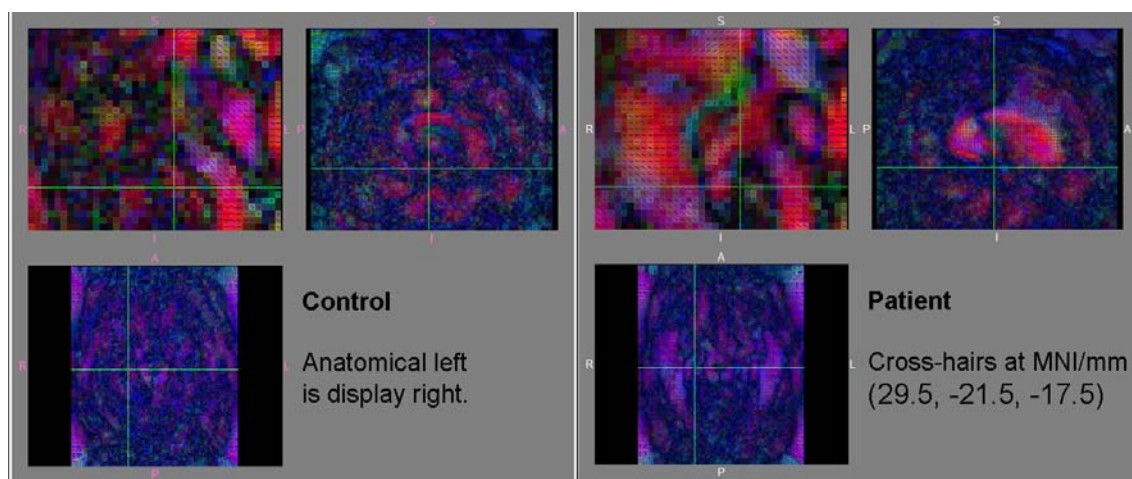 S S
R L P A
I I
A
Control
R L
Anatomical left
is display right.
P
S S
R L P A
I I
A
Patient
R L
Cross-hairs at MNI/mm
(29.5, -21.5, -17.5)
P